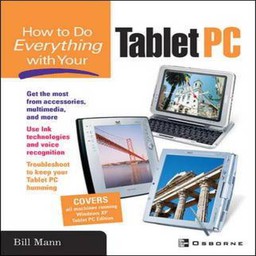 How to Do
Everything
with Your
Tablet PC
Get the most
from accessories,
multimedia,
and more
Use Ink
technologies
and voice
recognition
Troubleshoot
to keep your
Tablet PC
humming
COVERS
all machines running
Windows XP
Tablet PC Edition
Bill Mann
OSBORNE